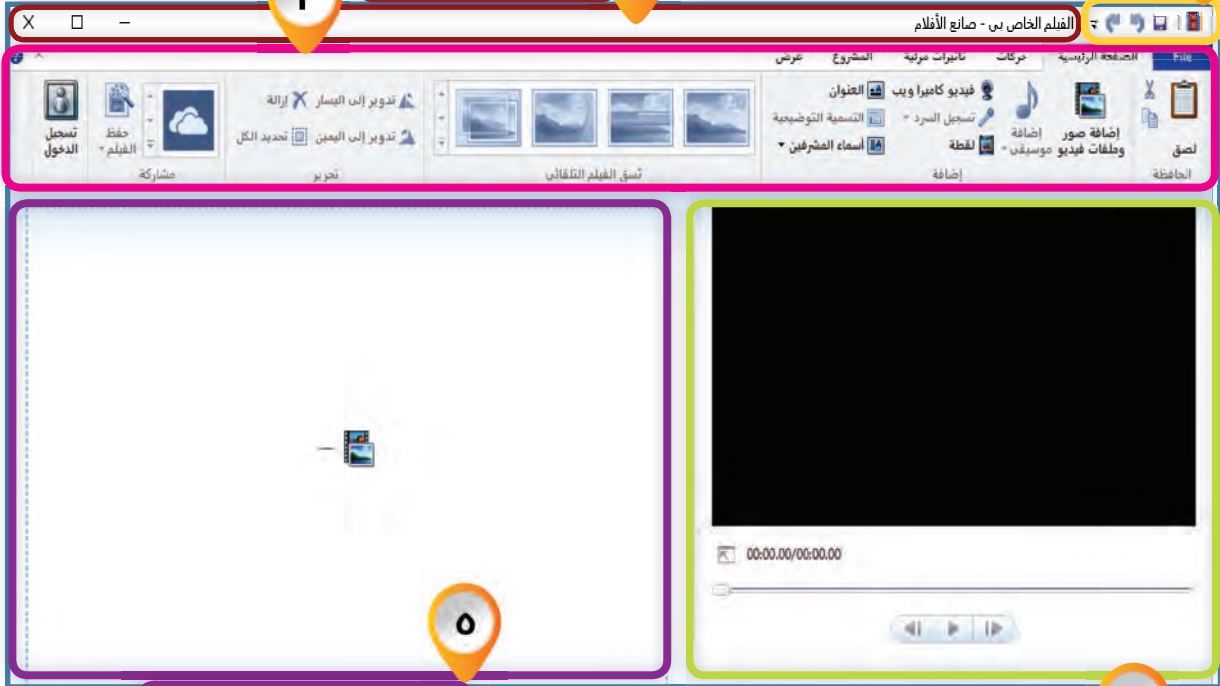 الفيلم الخاص بي - صانع الأفلام
File الصفحة الرئيسية حركات تأثيرات مرئية المشروع عرض
لصق
الحافظة
إضافة صور وملفات فيديو
إضافة موسيقى
فيديو كاميرا ويب
تسجيل السرد
لقطة
العنوان
التسمية التوضيحية
أسماء المشرفين
إضافة
نسق الفيلم التلقائي
تدوير إلى اليسار
إزالة
تدوير إلى اليمين
تحديد الكل
تحرير
مشاركة
حفظ الفيلم
تسجيل الدخول
00:00.00/00:00.00
٥